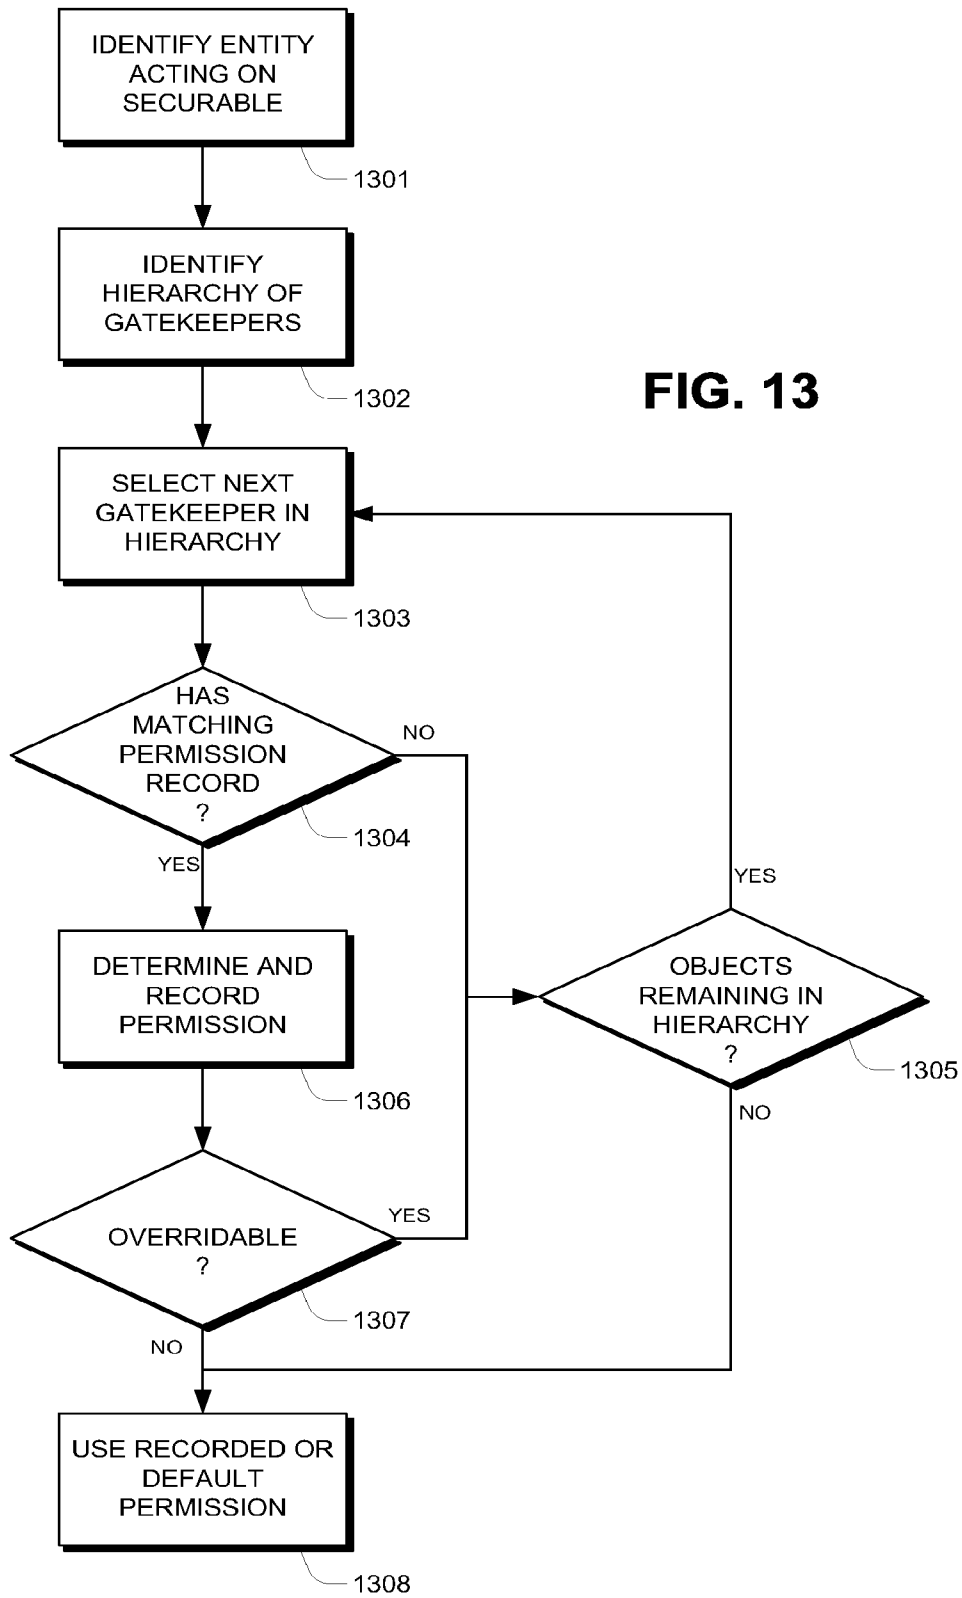 IDENTIFY ENTITY
ACTING ON
SECURABLE
1301
IDENTIFY
HIERARCHY OF
GATEKEEPERS
1302
FIG. 13
SELECT NEXT
GATEKEEPER IN
HIERARCHY
1303
HAS
MATCHING
PERMISSION
RECORD
?
NO
1304
YES
YES
DETERMINE AND
RECORD
PERMISSION
1306
OBJECTS
REMAINING IN
HIERARCHY
?
1305
NO
OVERRIDABLE
?
YES
1307
NO
USE RECORDED OR
DEFAULT
PERMISSION
1308